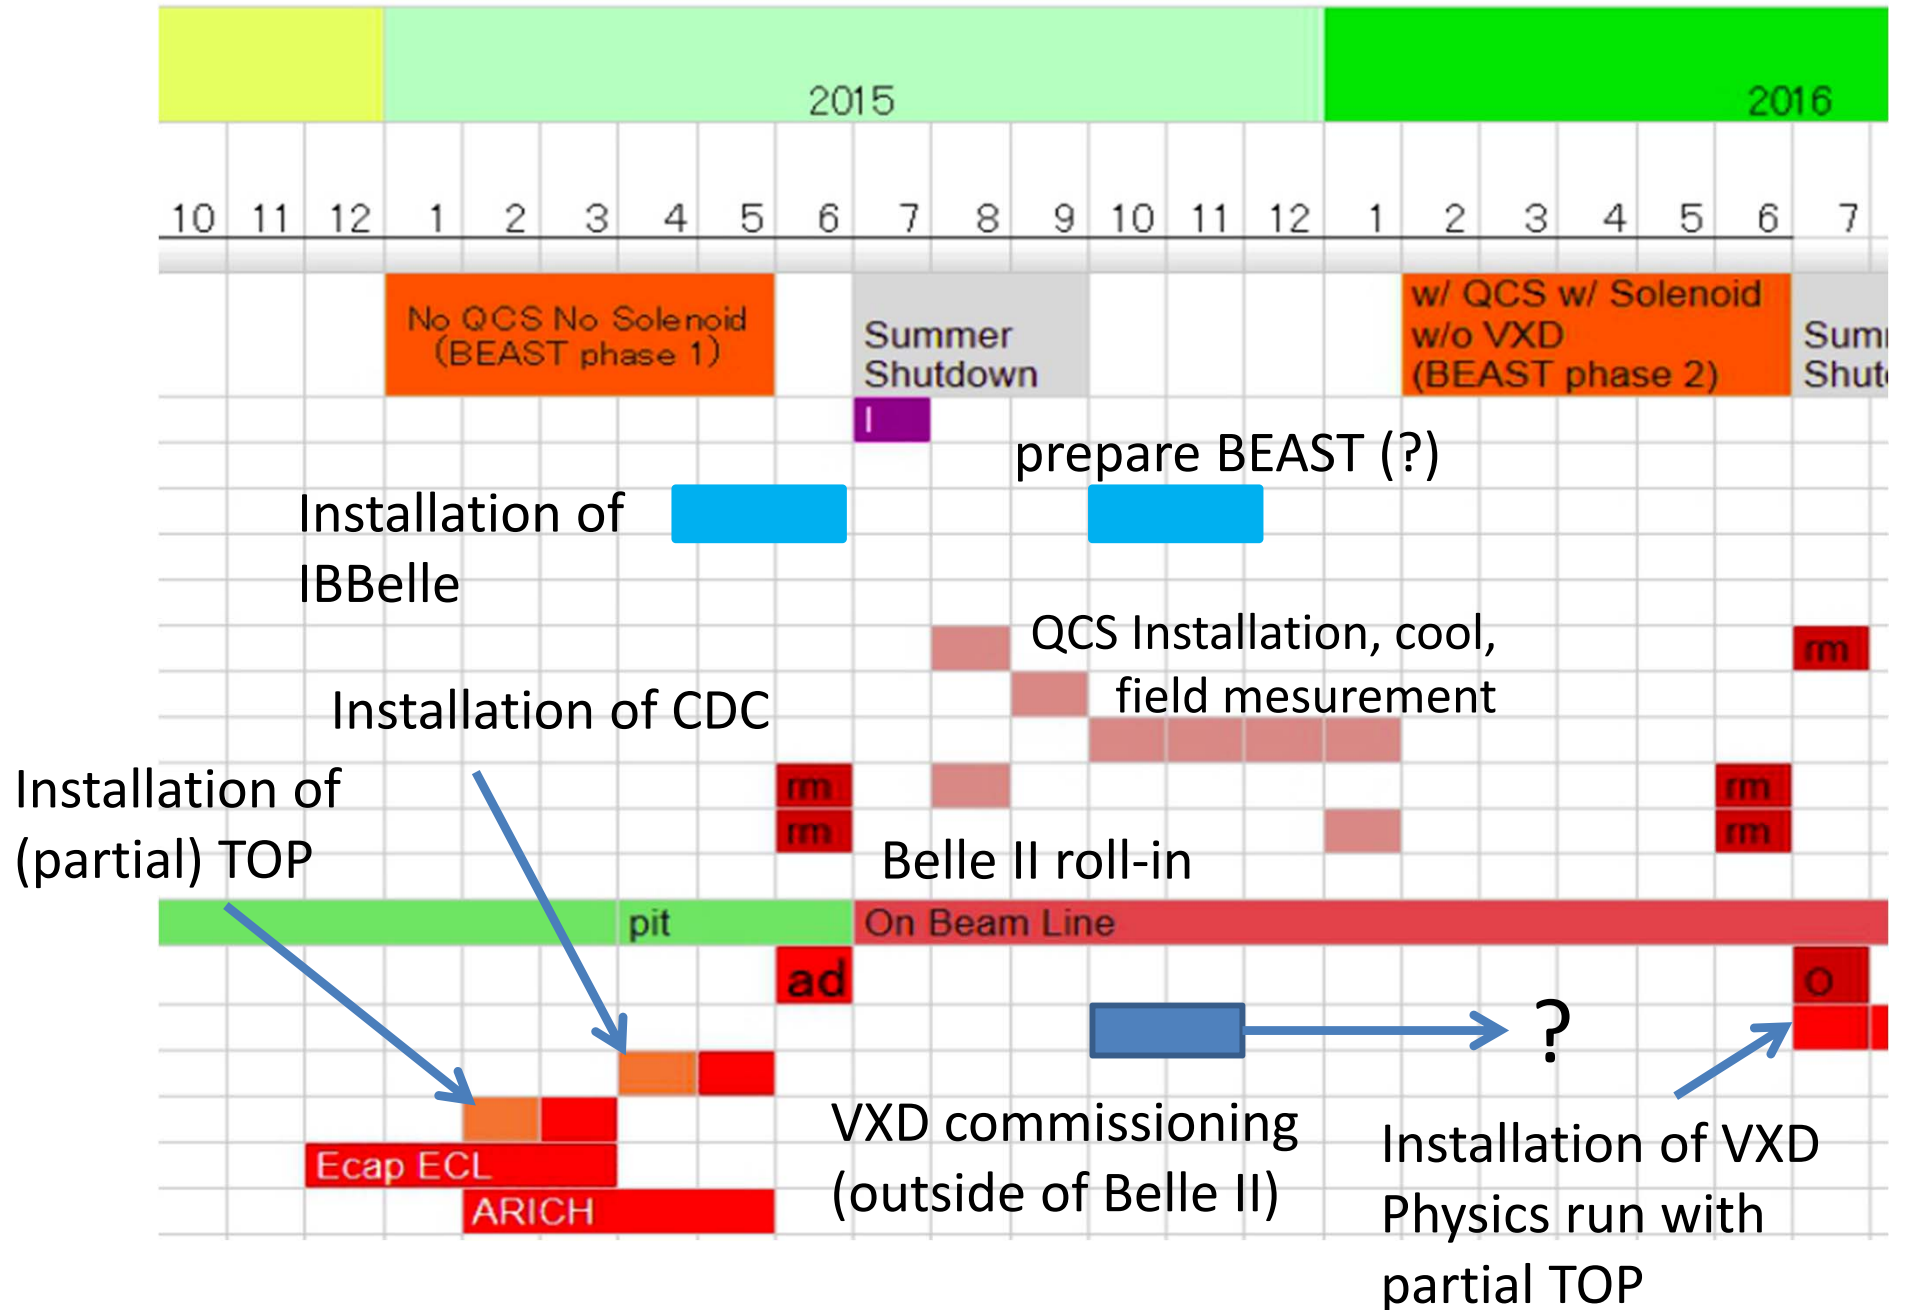 2015
2016
10 11 12 1 2 3 4 5 6 7 8 9 10 11 12 1 2 3 4 5 6 7
No QCS No Solenoid
(BEAST phase 1)
Summer
Shutdown
w/ QCS w/ Solenoid
w/o VXD
(BEAST phase 2)
Sum
Shut
I
prepare BEAST (?)
Installation of
IBBelle
QCS Installation, cool,
field mesurement
rm
Installation of CDC
Installation of
(partial) TOP
rm
rm
rm
rm
Belle II roll-in
pit
On Beam Line
ad
O
?
VXD commissioning
(outside of Belle II)
Installation of VXD
Physics run with
partial TOP
Ecap ECL
ARICH